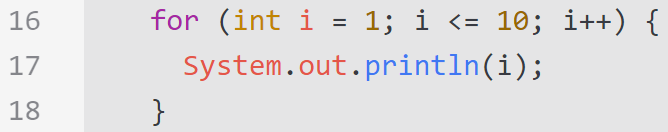 16 for (int i = 1; i <= 10; i++) {
17 System.out.println(i);
18 }